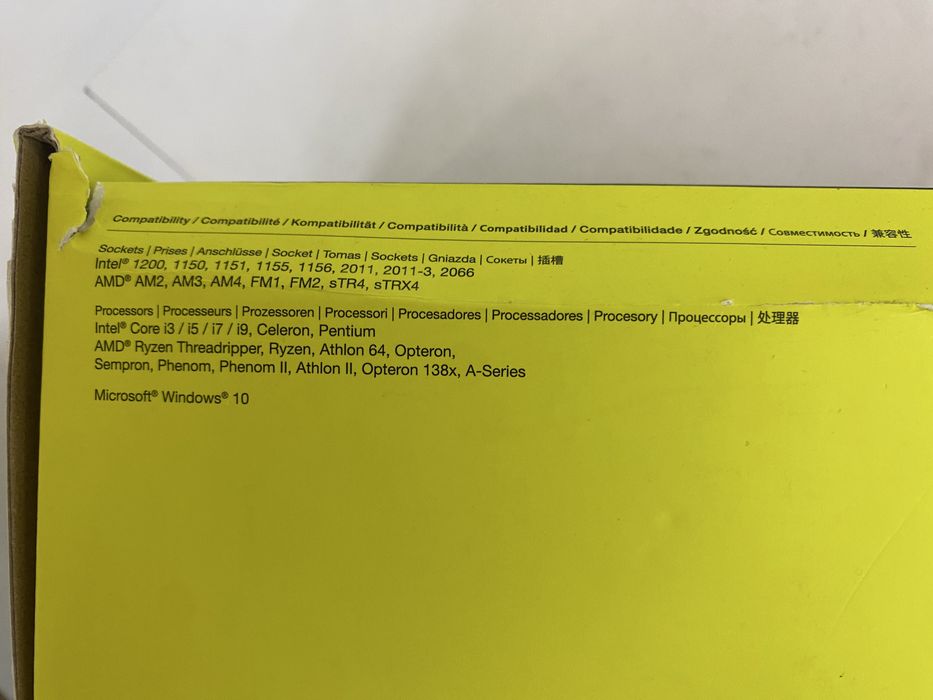 Compatibility / Compatibilité / Kompatibilität / Compatibilità / Compatibilidad / Compatibilidade / Zgodność / Совместимость / 兼容性
Sockets | Prises | Anschlüsse | Socket | Tomas | Sockets | Gniazda | Сокеты | 插槽
Intel® 1200, 1150, 1151, 1155, 1156, 2011, 2011-3, 2066
AMD® AM2, AM3, AM4, FM1, FM2, sTR4, sTRX4
Processors | Processeurs | Prozessoren | Processori | Procesadores | Processadores | Procesory | Процессоры | 处理器
Intel® Core i3 / i5 / i7 / i9, Celeron, Pentium
AMD® Ryzen Threadripper, Ryzen, Athlon 64, Opteron,
Sempron, Phenom, Phenom II, Athlon II, Opteron 138x, A-Series
Microsoft® Windows® 10